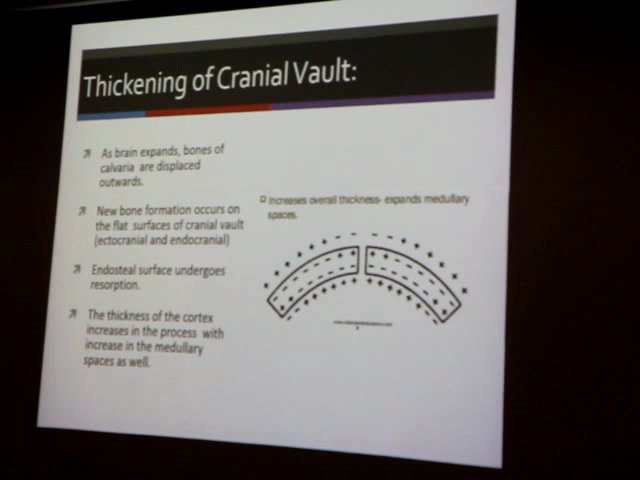 Thickening of Cranial Vault:
As brain expands, bones of
calvaria are displaced
outwards.
New bone formation occurs on
the flat surfaces of cranial vault
(ectocranial and endocranial)
Endosteal surface undergoes
resorption.
The thickness of the cortex
increases in the process with
increase in the medullary
spaces as well.
Increases overall thickness- expands medullary
spaces.